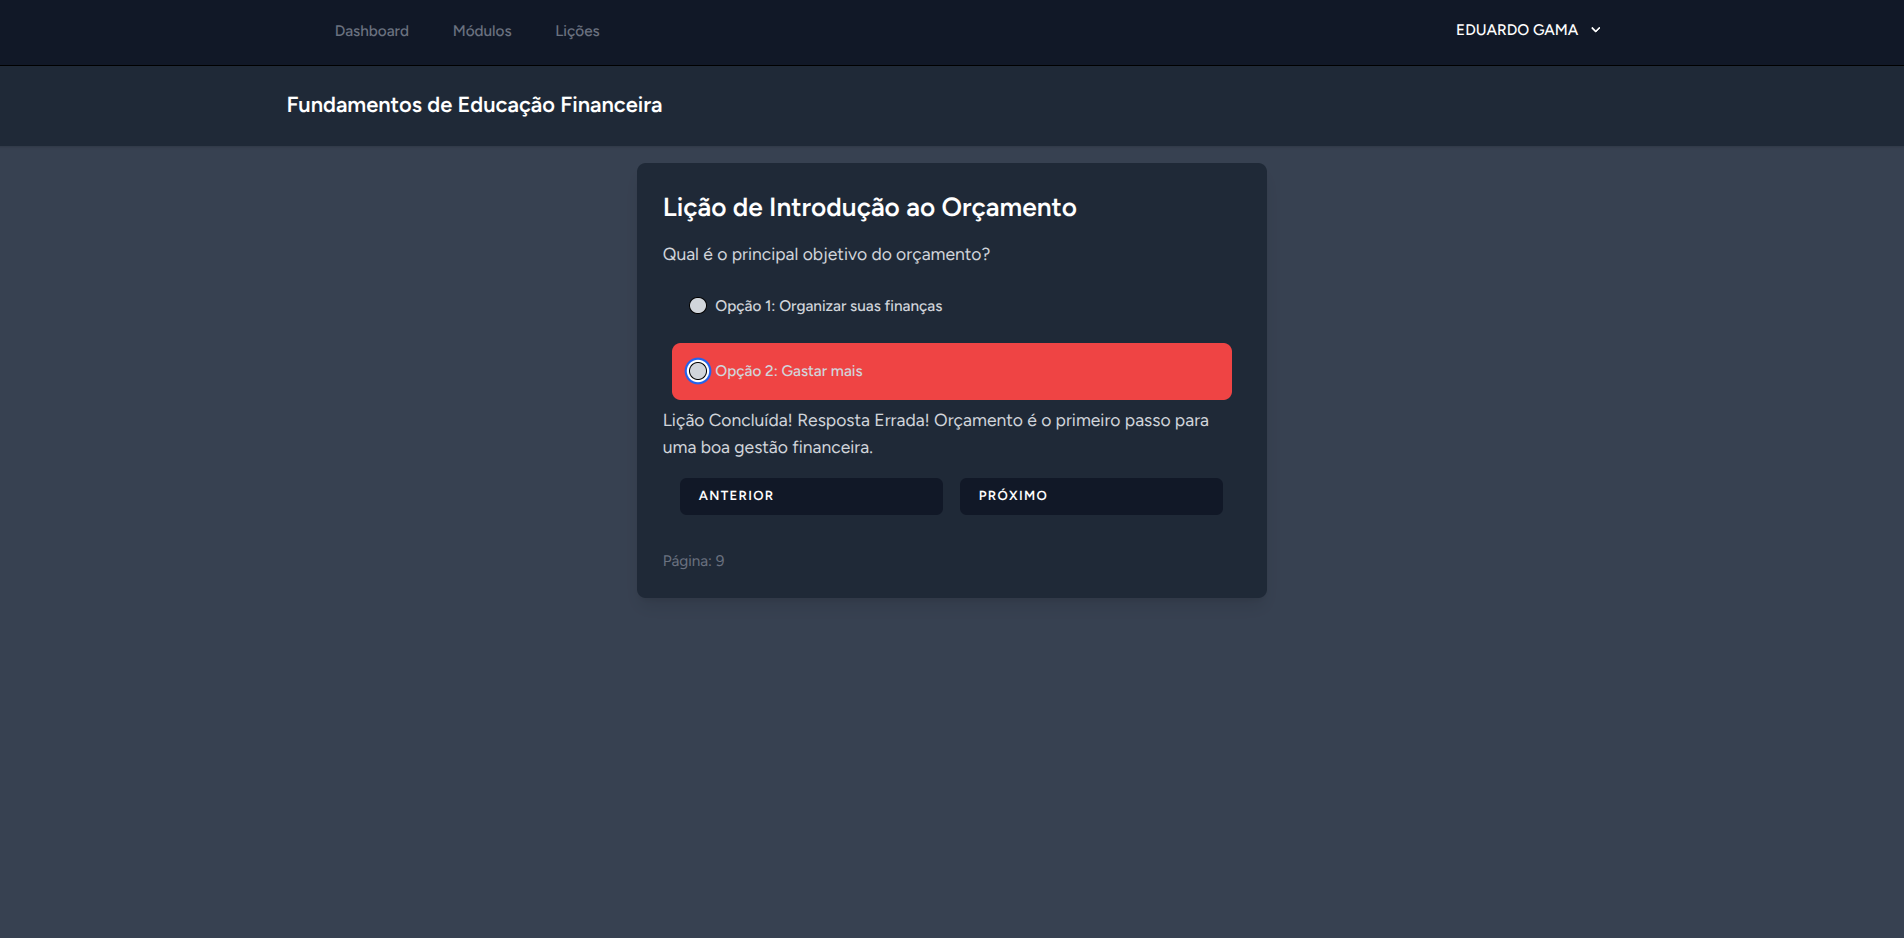 Dashboard Módulos Lições EDUARDO GAMA
Fundamentos de Educação Financeira
Lição de Introdução ao Orçamento
Qual é o principal objetivo do orçamento?
Opção 1: Organizar suas finanças
Opção 2: Gastar mais
Lição Concluída! Resposta Errada! Orçamento é o primeiro passo para
uma boa gestão financeira.
ANTERIOR PRÓXIMO
Página: 9